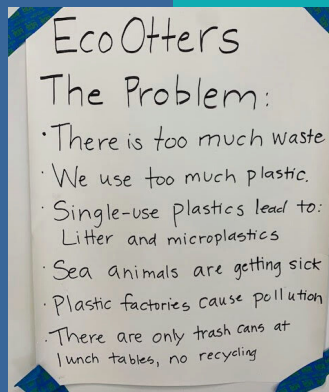 Eco Otters
The Problem:
· There is too much waste
· We use too much plastic.
· Single-use plastics lead to:
Litter and microplastics
· Sea animals are getting sick
· Plastic factories cause pollution
· There are only trash cans at
lunch tables, no recycling